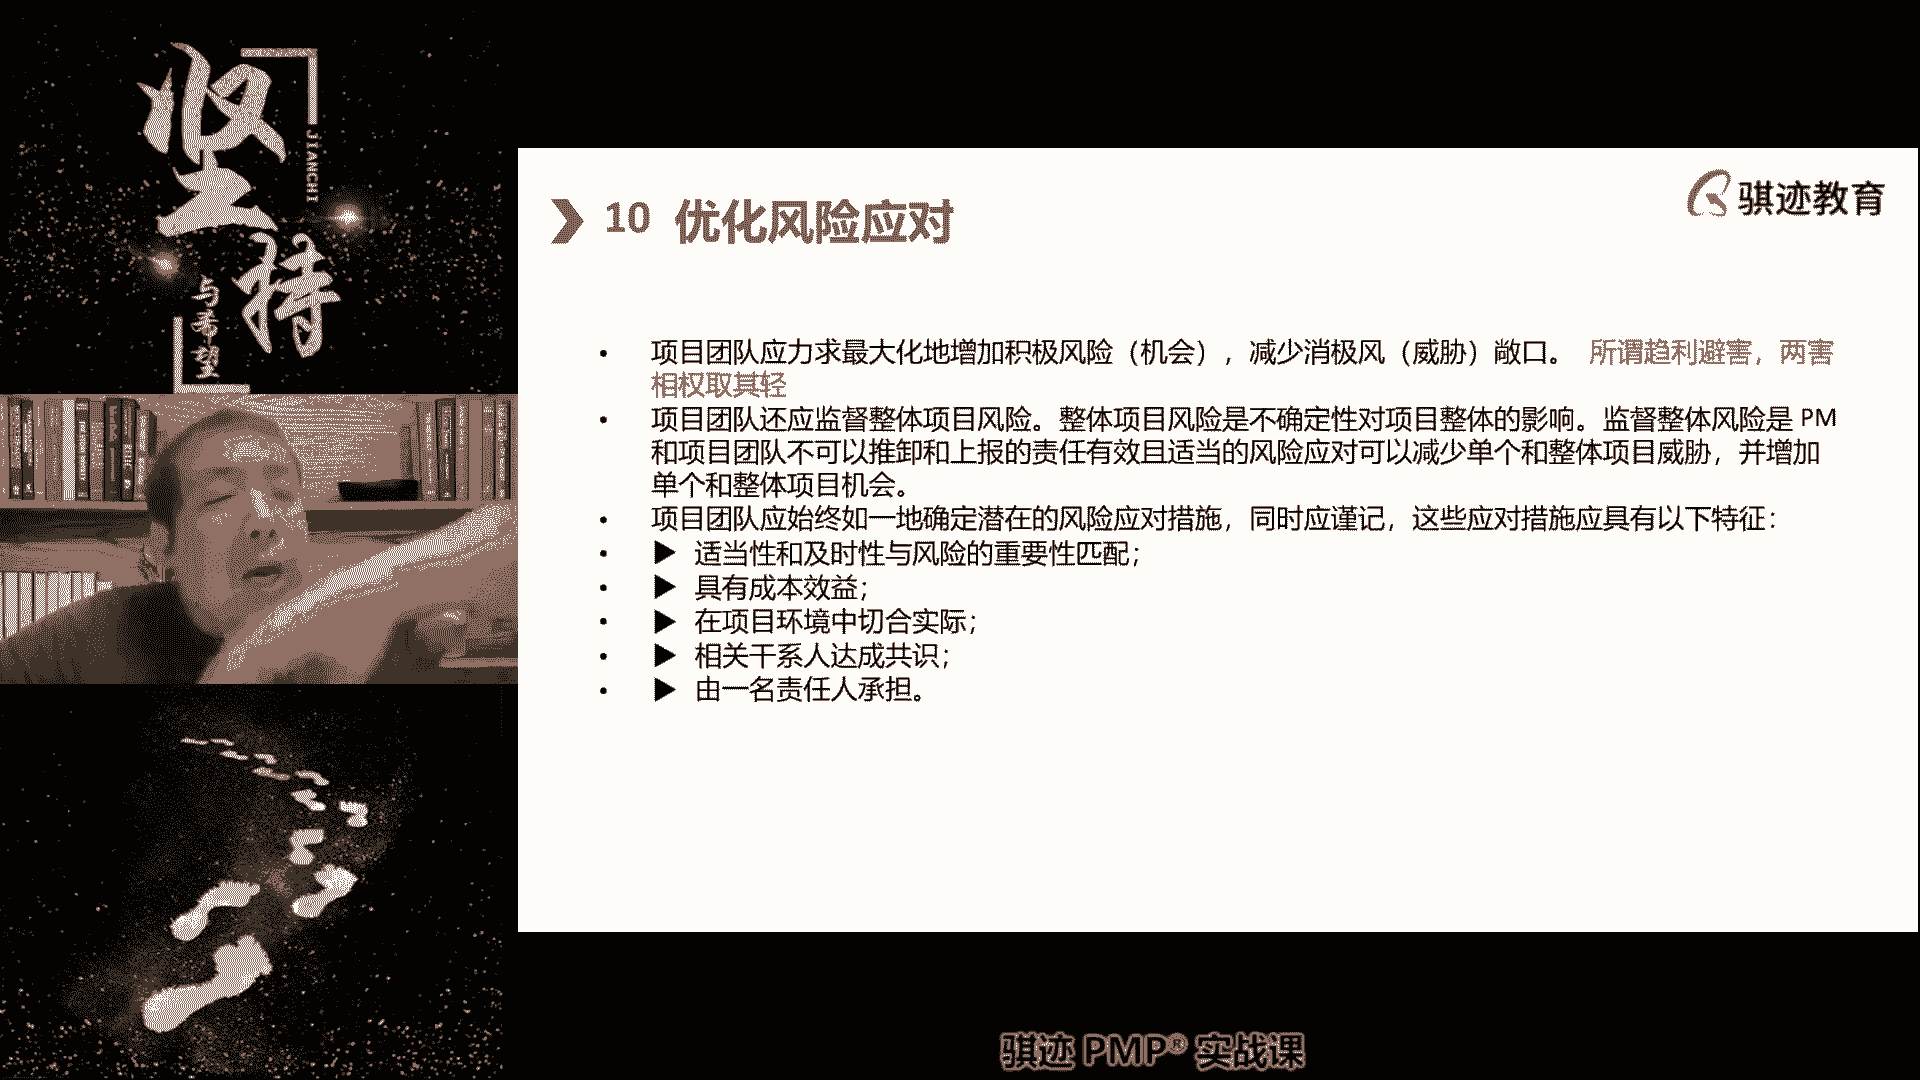 坚持
JIANCHI
与希望
骐迹教育
10 优化风险应对
• 项目团队应力求最大化地增加积极风险（机会），减少消极风（威胁）敞口。 所谓趋利避害，两害
相权取其轻
• 项目团队还应监督整体项目风险。整体项目风险是不确定性对项目整体的影响。监督整体风险是 PM
和项目团队不可以推卸和上报的责任有效且适当的风险应对可以减少单个和整体项目威胁，并增加
单个和整体项目机会。
• 项目团队应始终如一地确定潜在的风险应对措施，同时应谨记，这些应对措施应具有以下特征：
• ▶ 适当性和及时性与风险的重要性匹配；
• ▶ 具有成本效益；
• ▶ 在项目环境中切合实际；
• ▶ 相关干系人达成共识；
• ▶ 由一名责任人承担。
骐迹 PMP® 实战课